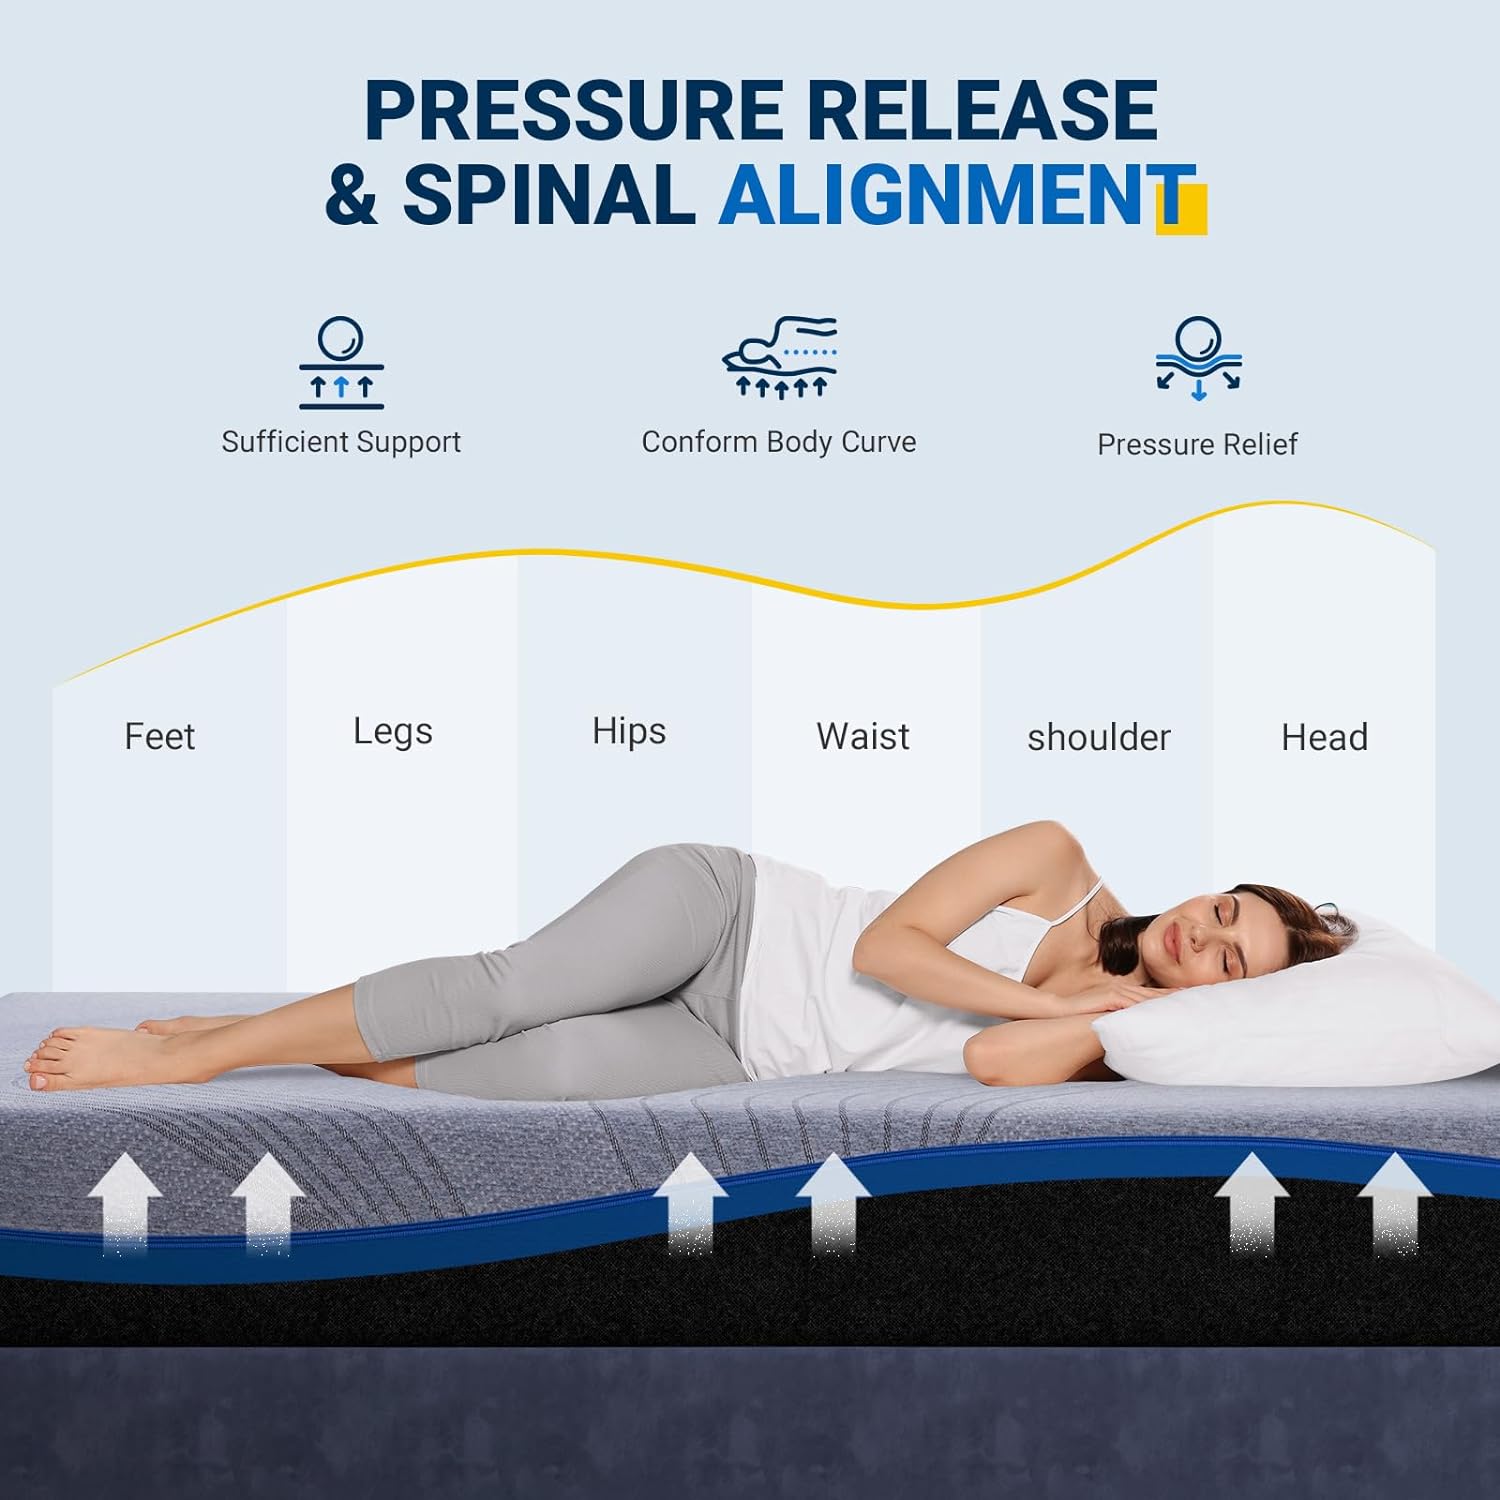 PRESSURE RELEASE
& SPINAL ALIGNMENT
Sufficient Support
Conform Body Curve
Pressure Relief
Feet
Legs
Hips
Waist
shoulder
Head